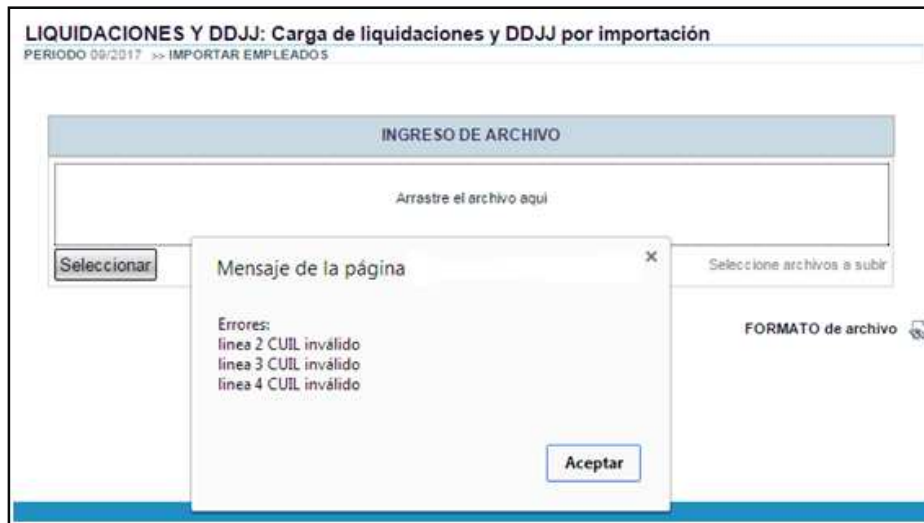 LIQUIDACIONES Y DDJJ: Carga de liquidaciones y DDJJ por importación
PERIODO 09/2017 >> IMPORTAR EMPLEADOS
INGRESO DE ARCHIVO
Arrastre el archivo aqui
Seleccionar
Seleccione archivos a subir
Mensaje de la página
×
Errores:
linea 2 CUIL inválido
linea 3 CUIL inválido
linea 4 CUIL inválido
FORMATO de archivo
Aceptar